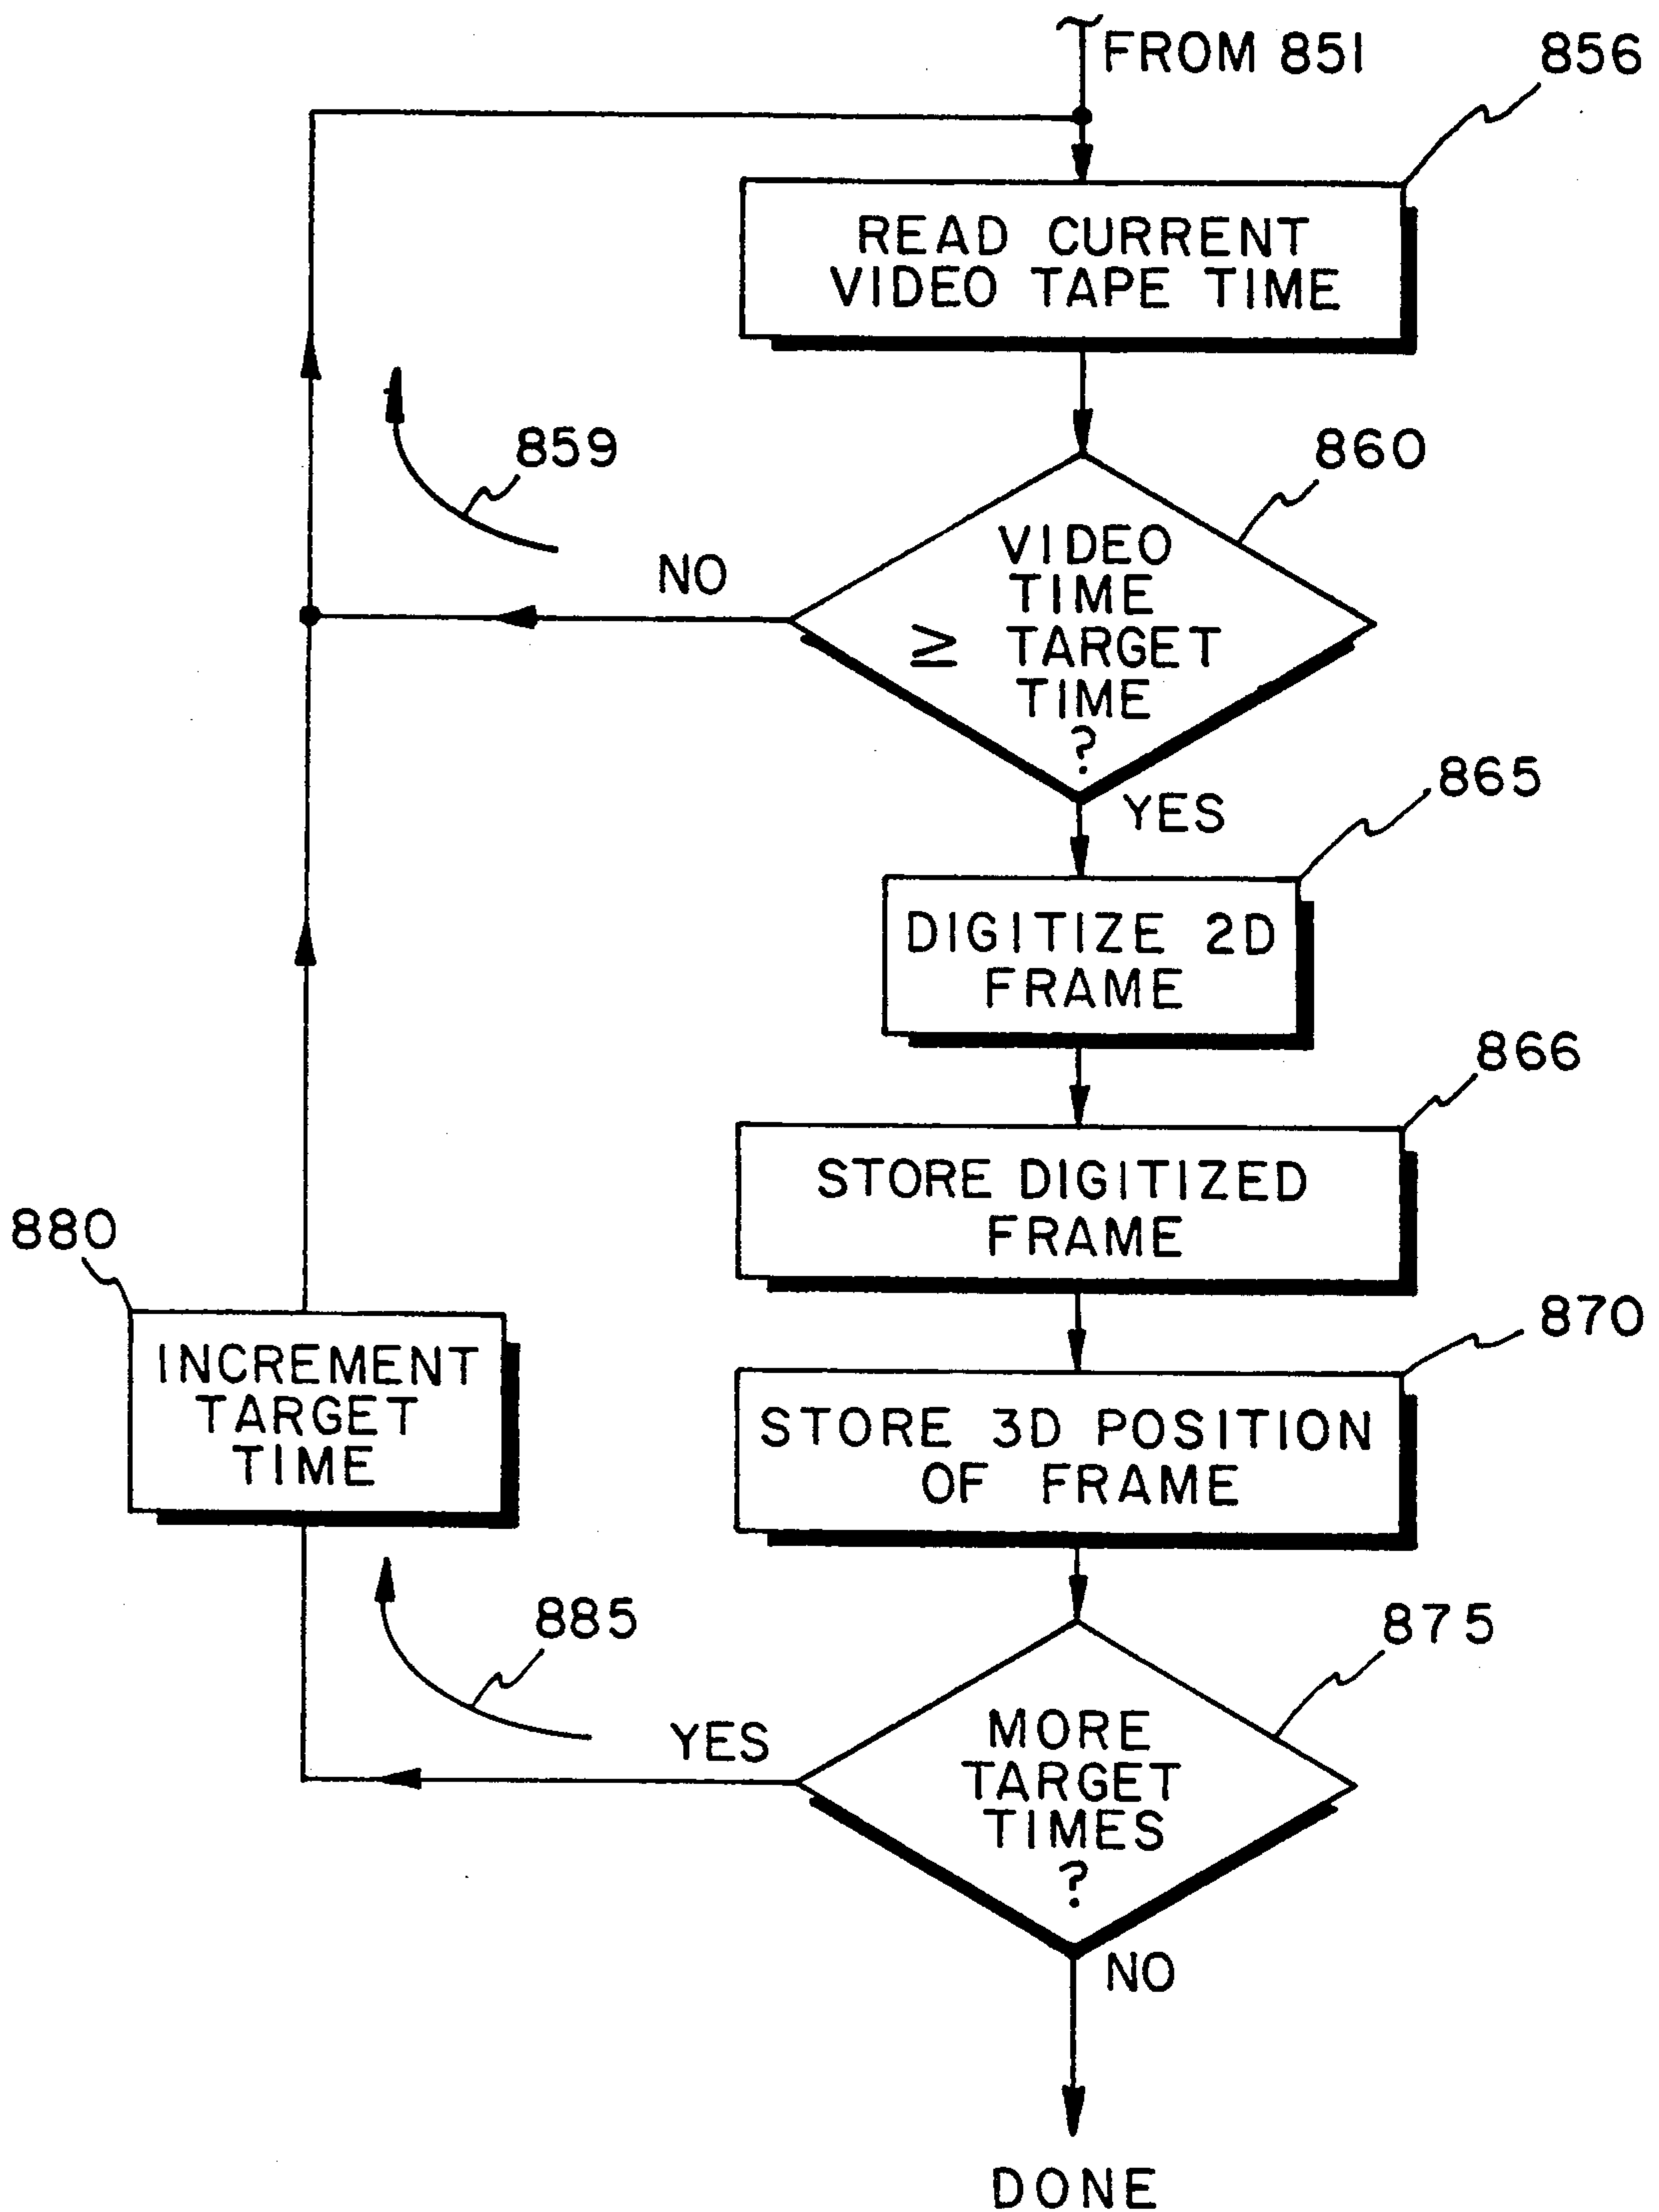 FROM 851
856
READ CURRENT
VIDEO TAPE TIME
859
860
NO
VIDEO
TIME
≥ TARGET
TIME
?
YES
865
DIGITIZE 2D
FRAME
866
STORE DIGITIZED
FRAME
880
INCREMENT
TARGET
TIME
870
STORE 3D POSITION
OF FRAME
885
875
YES
MORE
TARGET
TIMES
?
NO
DONE